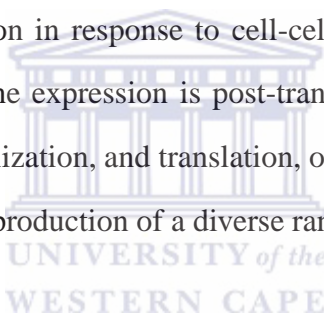 on in response to cell-cel
ne expression is post-tran
lization, and translation, o
production of a diverse ran
UNIVERSITY of the
WESTERN CAPE